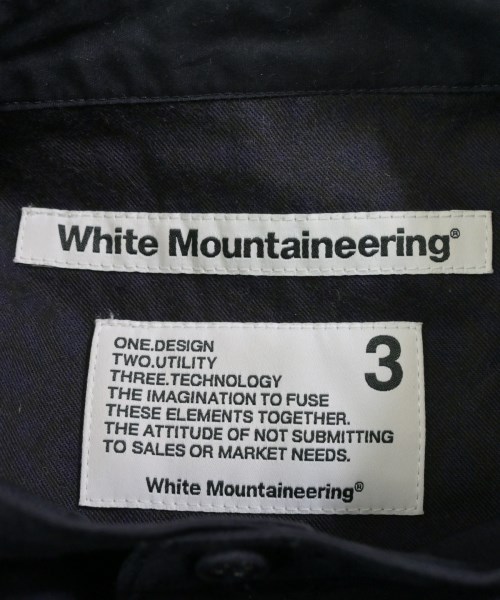 White Mountaineering®
ONE.DESIGN
TWO.UTILITY
THREE.TECHNOLOGY
THE IMAGINATION TO FUSE
THESE ELEMENTS TOGETHER.
THE ATTITUDE OF NOT SUBMITTING
TO SALES OR MARKET NEEDS.
3
White Mountaineering®